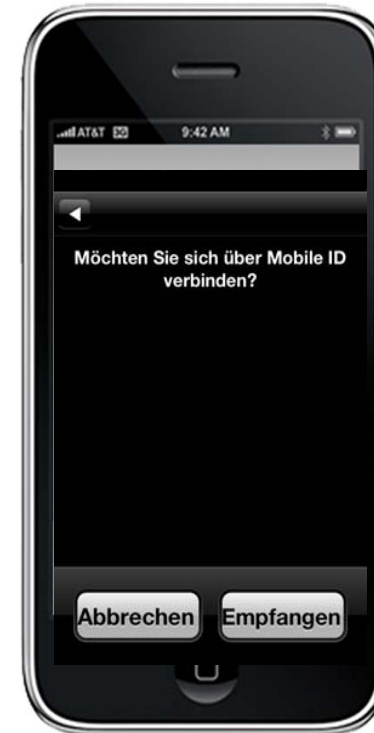 AT&T 3G 9:42 AM
Möchten Sie sich über Mobile ID
verbinden?
Abbrechen Empfangen